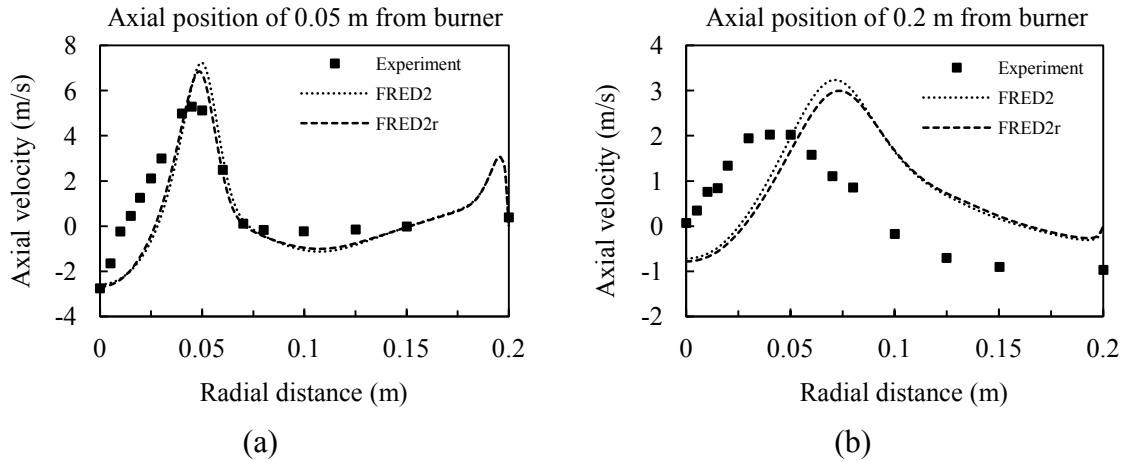 Axial position of 0.05 m from burner
8
6
4
2
0
-2
-4
Axial velocity (m/s)
Experiment
FRED2
FRED2r
0
0.05
0.1
0.15
0.2
Radial distance (m)
(a)
Axial position of 0.2 m from burner
4
3
2
1
0
-1
-2
Axial velocity (m/s)
Experiment
FRED2
FRED2r
0
0.05
0.1
0.15
0.2
Radial distance (m)
(b)